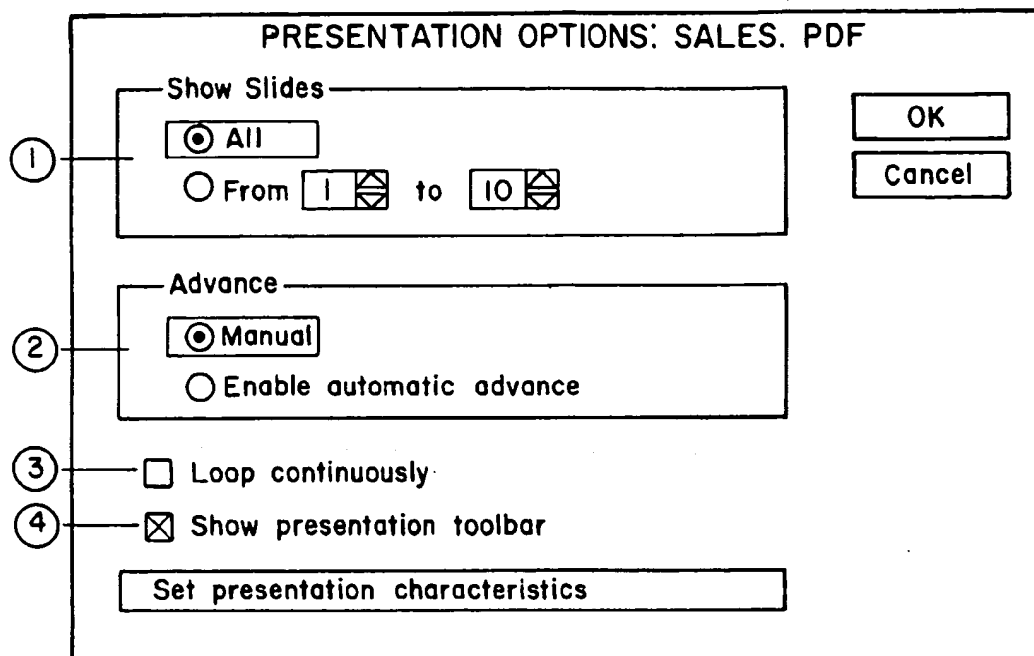 PRESENTATION OPTIONS: SALES. PDF
Show Slides
OK
1
All
Cancel
From 1 to 10
Advance
2
Manual
Enable automatic advance
3
Loop continuously
4
Show presentation toolbar
Set presentation characteristics